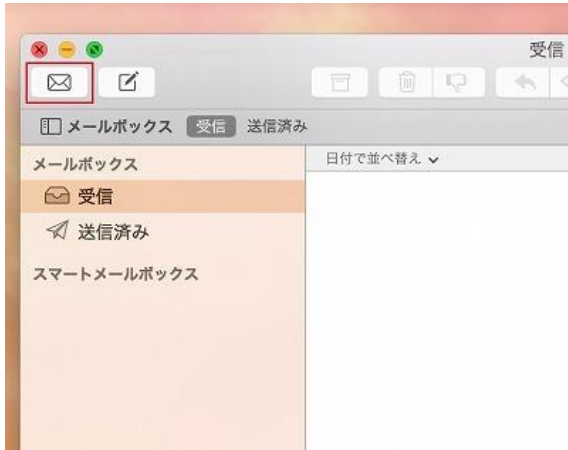 受信
メールボックス 受信 送信済み
メールボックス
日付で並べ替え
受信
送信済み
スマートメールボックス